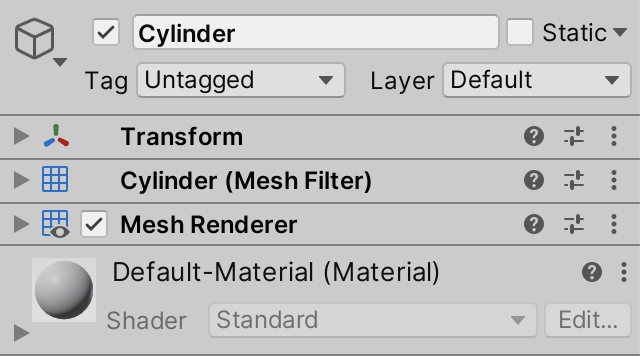 Cylinder Static
Tag Untagged Layer Default
Transform
Cylinder (Mesh Filter)
Mesh Renderer
Default-Material (Material)
Shader Standard Edit...